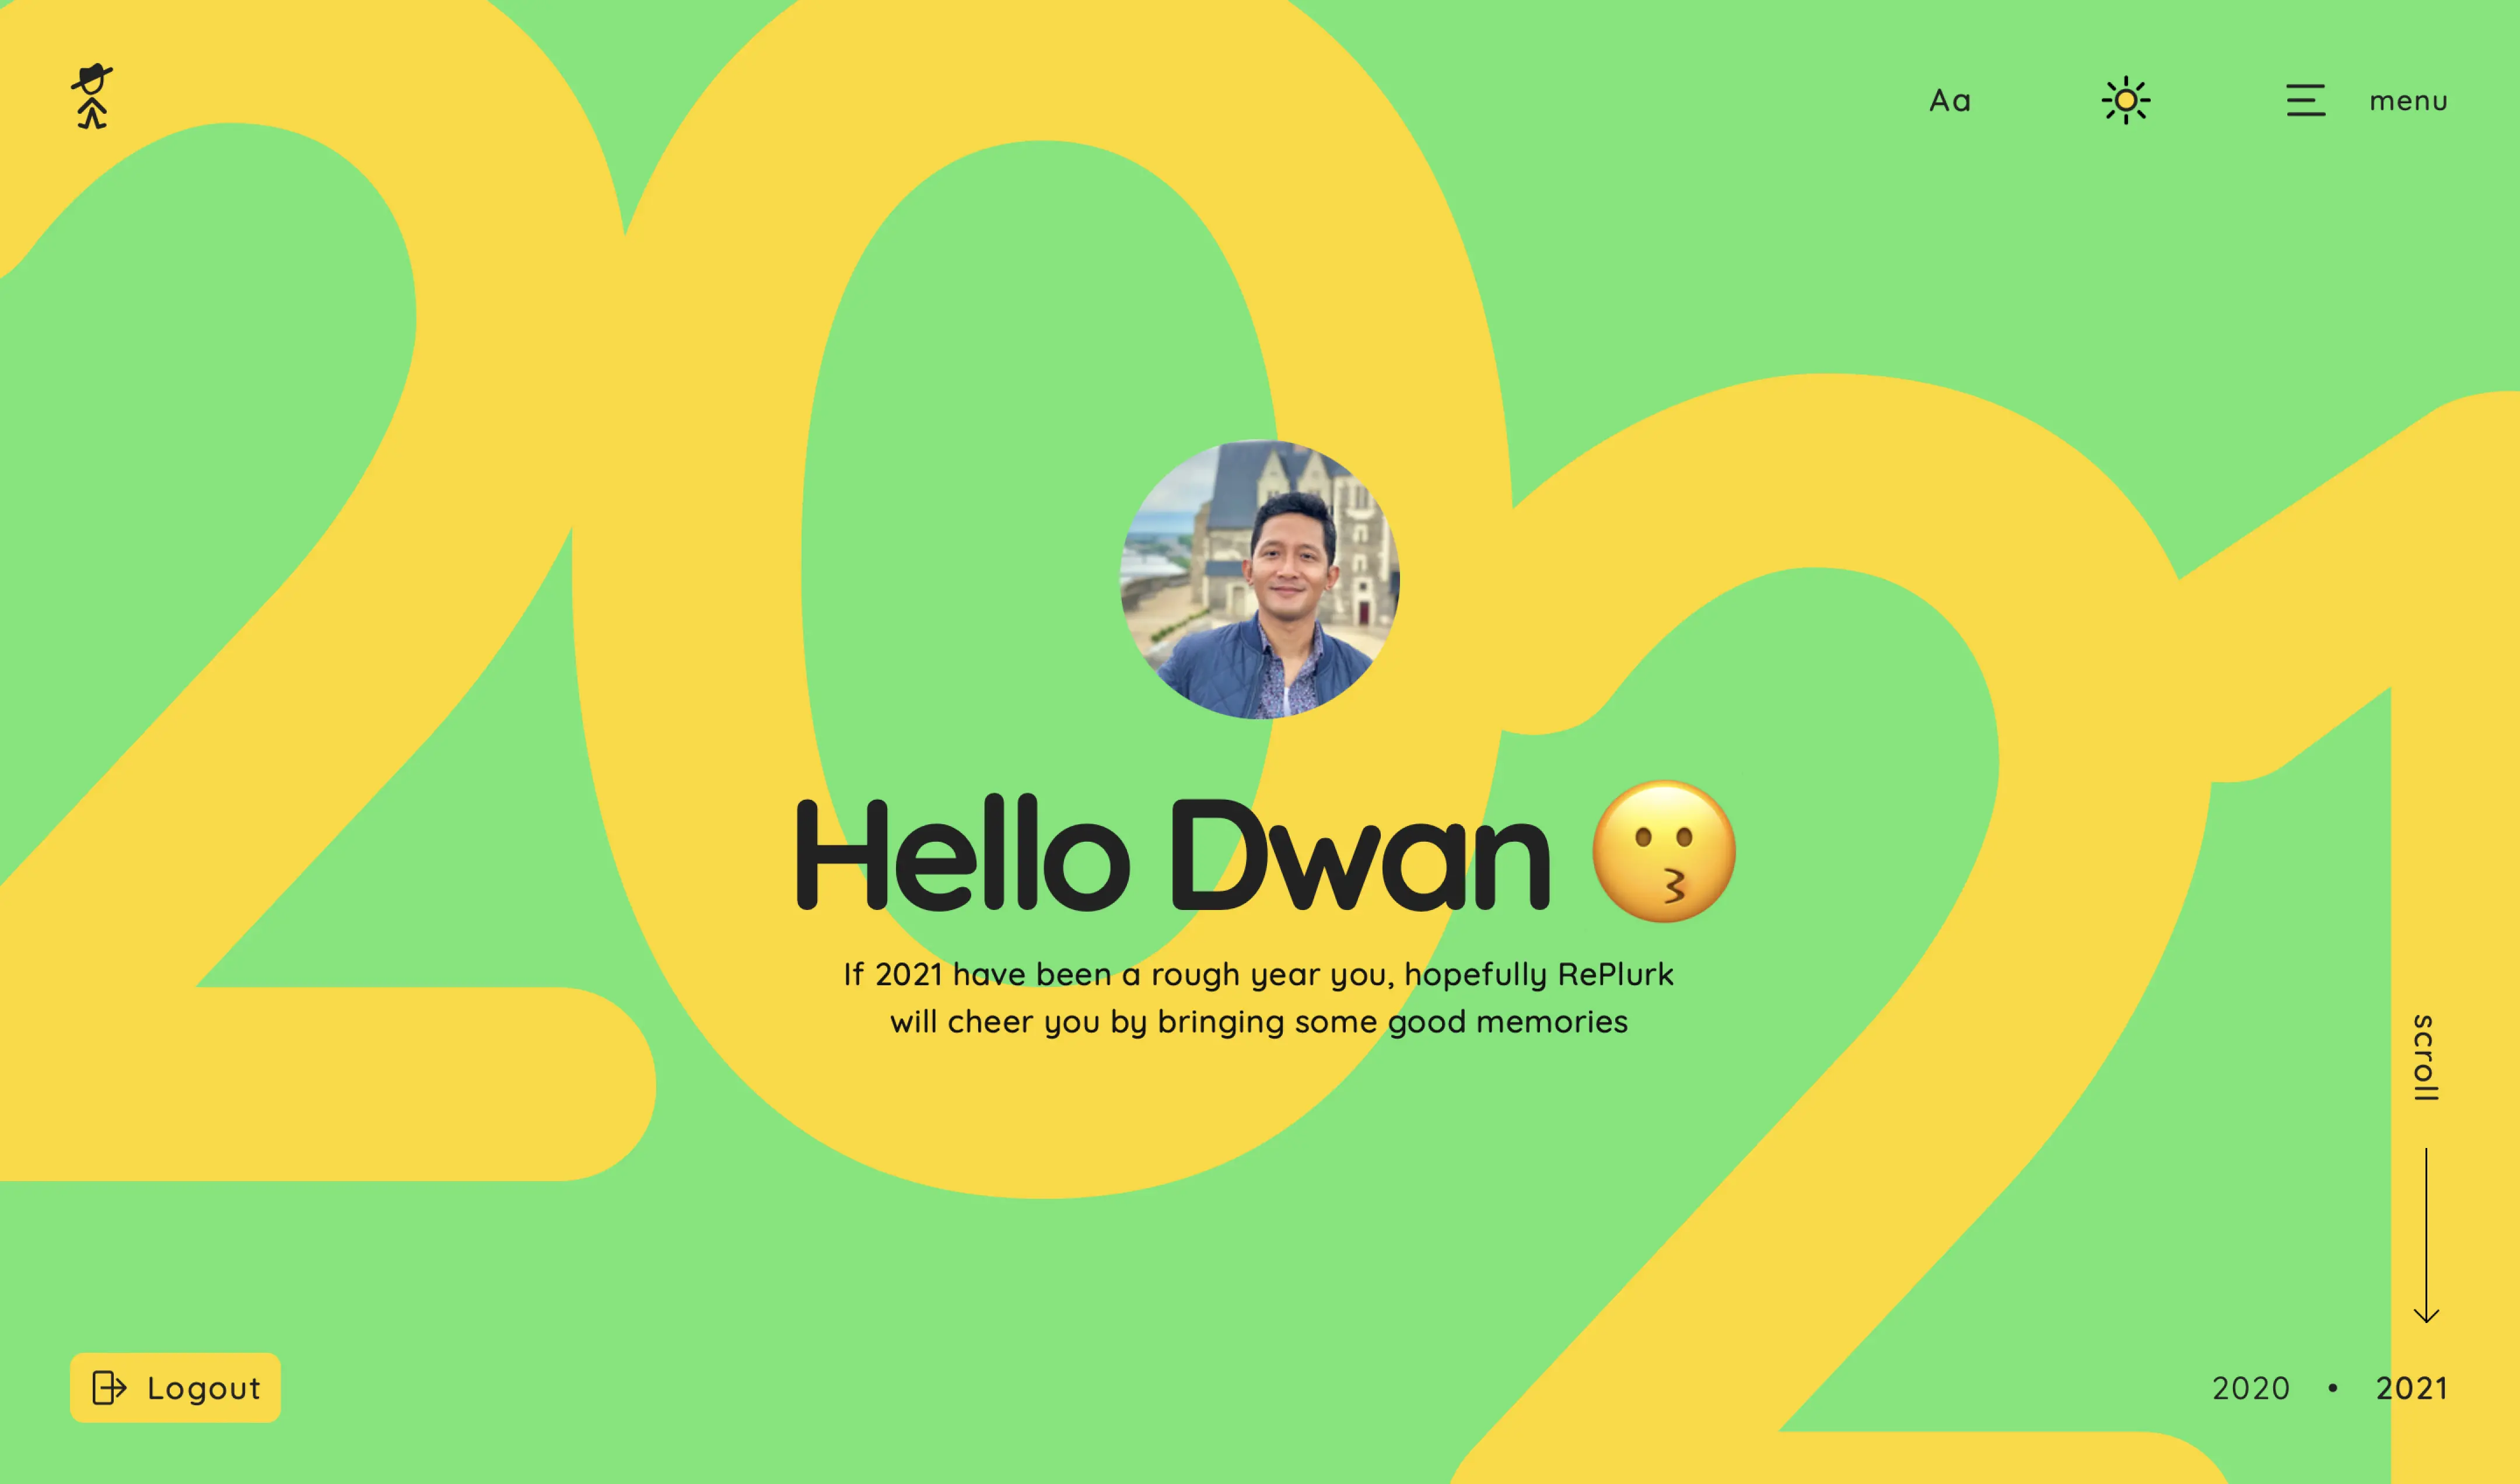 2021
Aa
menu
Hello Dwan 😗
If 2021 have been a rough year you, hopefully RePlurk
will cheer you by bringing some good memories
scroll
Logout
2020 • 2021